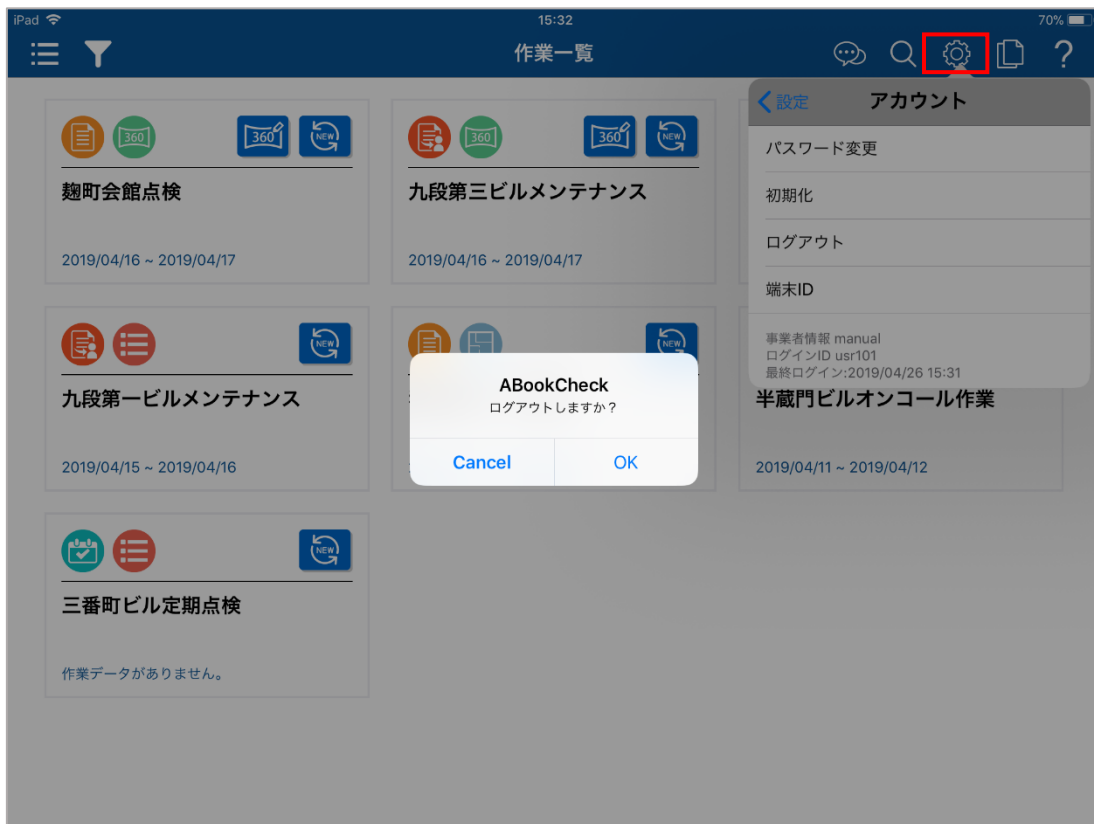 iPad 15:32 70%
作業一覧
設定 アカウント
パスワード変更
初期化
ログアウト
端末ID
事業者情報 manual
ログインID usr101
最終ログイン:2019/04/26 15:31
360 360 NEW
麹町会館点検
2019/04/16 ~ 2019/04/17
360 360 NEW
九段第三ビルメンテナンス
2019/04/16 ~ 2019/04/17
NEW
九段第一ビルメンテナンス
2019/04/15 ~ 2019/04/16
NEW
ABookCheck
ログアウトしますか？
Cancel OK
半蔵門ビルオンコール作業
2019/04/11 ~ 2019/04/12
NEW
三番町ビル定期点検
作業データがありません。